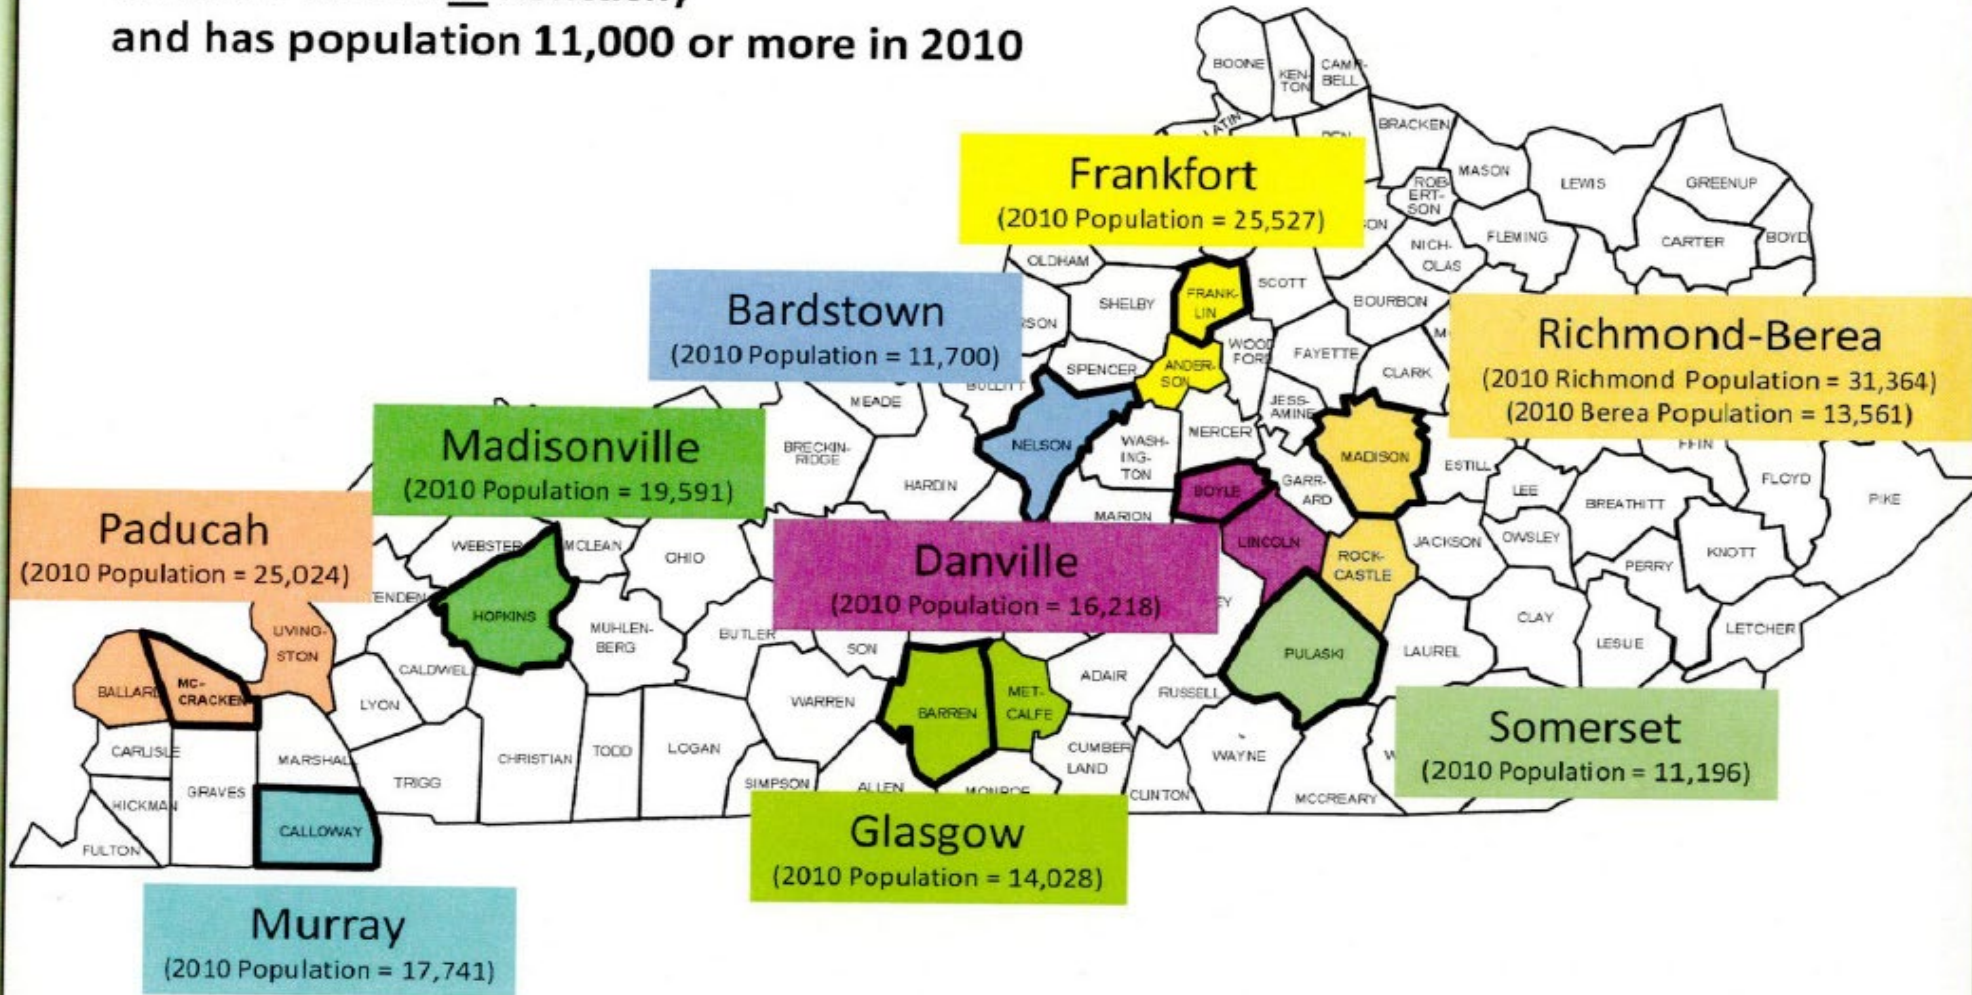 and has population 11,000 or more in 2010
BOONE
KEN-
TON
CAMP-
BELL
BRACKEN
MASON
LEWIS
GREENUP
ROB-
ERT-
SON
FLEMING
CARTER
BOYD
NICH-
OLAS
Frankfort
(2010 Population = 25,527)
OLDHAM
SHELBY
FRANK-
LIN
SCOTT
BOURBON
Bardstown
(2010 Population = 11,700)
SPENCER
ANDER-
SON
WOOD
FORD
FAYETTE
CLARK
Richmond-Berea
(2010 Richmond Population = 31,364)
(2010 Berea Population = 13,561)
MEADE
BULLITT
JESS-
AMINE
Madisonville
(2010 Population = 19,591)
BRECKIN-
RIDGE
HARDIN
NELSON
WASH-
ING-
TON
MERCER
MADISON
ESTILL
FFIN
FLOYD
PIKE
BOYLE
GARR-
ARD
LEE
BREATHITT
MARION
Paducah
(2010 Population = 25,024)
WEBSTER
MCLEAN
OHIO
Danville
(2010 Population = 16,218)
LINCOLN
ROCK-
CASTLE
JACKSON
OWSLEY
PERRY
KNOTT
TENDEN
HOPKINS
MUHLEN-
BERG
BUTLER
CLAY
LESLIE
LETCHER
LIVING-
STON
SON
PULASKI
LAUREL
BALLARD
MC-
CRACKEN
CALDWELL
LYON
WARREN
BARREN
MET-
CALFE
ADAIR
RUSSELL
Somerset
(2010 Population = 11,196)
CARLISLE
MARSHALL
TRIGG
CHRISTIAN
TODD
LOGAN
SIMPSON
ALLEN
MONROE
CUMBER
LAND
CLINTON
WAYNE
MCCREARY
HICKMAN
GRAVES
CALLOWAY
FULTON
Glasgow
(2010 Population = 14,028)
Murray
(2010 Population = 17,741)